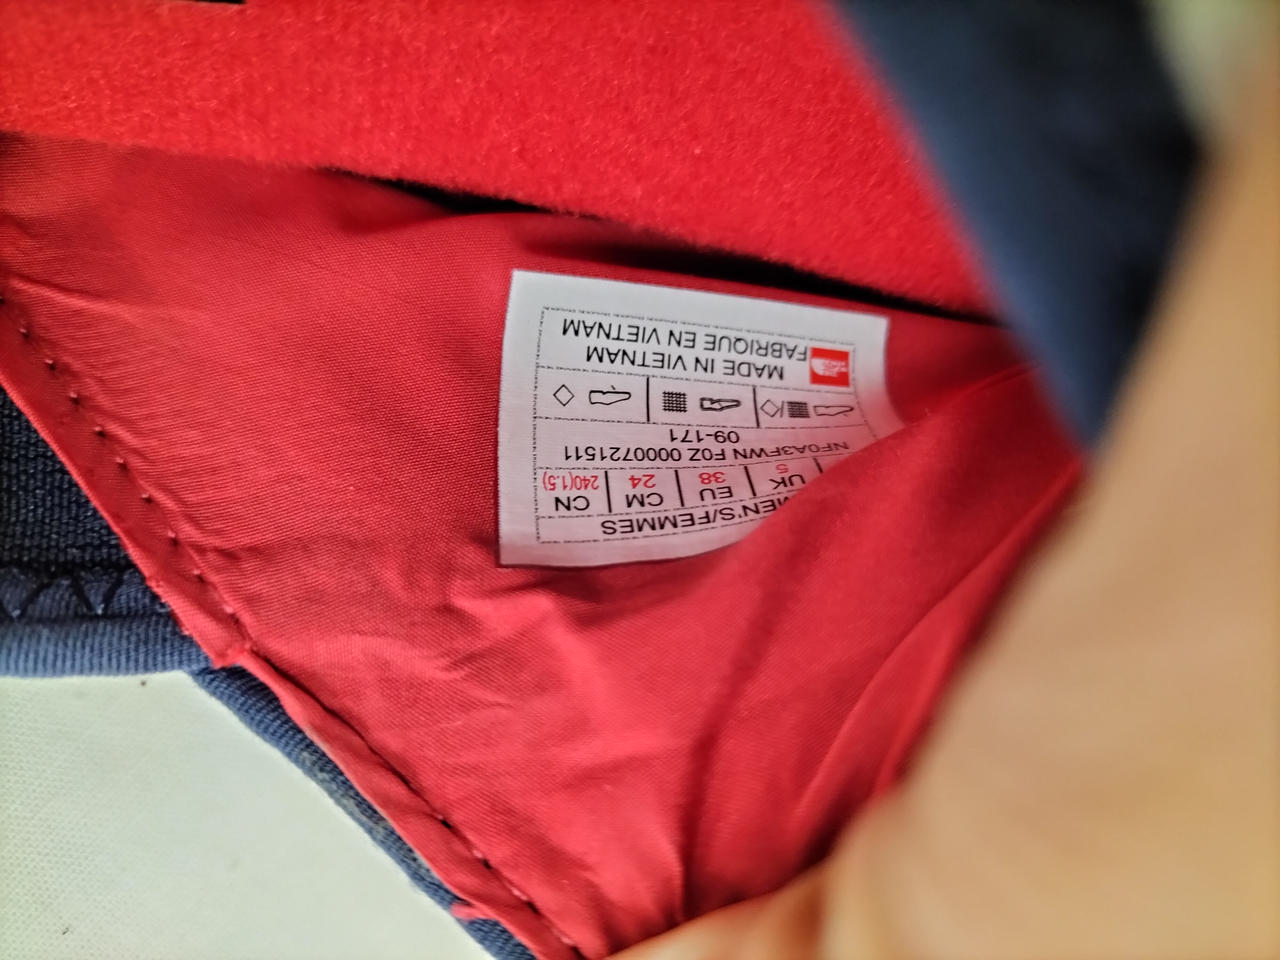 MEN'S/FEMMES
UK EU CM CN
5 38 24 240(1.5)
NF0A3FWN F0Z 0000721511
09-171
MADE IN VIETNAM
FABRIQUE EN VIETNAM